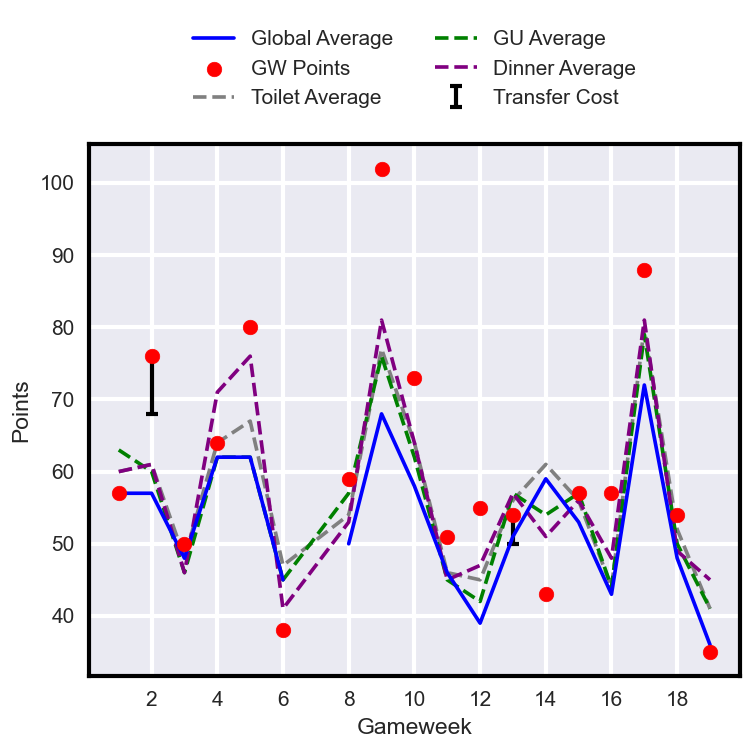 Global Average
GW Points
Toilet Average
GU Average
Dinner Average
Transfer Cost
100
90
80
70
60
50
40
Points
2 4 6 8 10 12 14 16 18
Gameweek